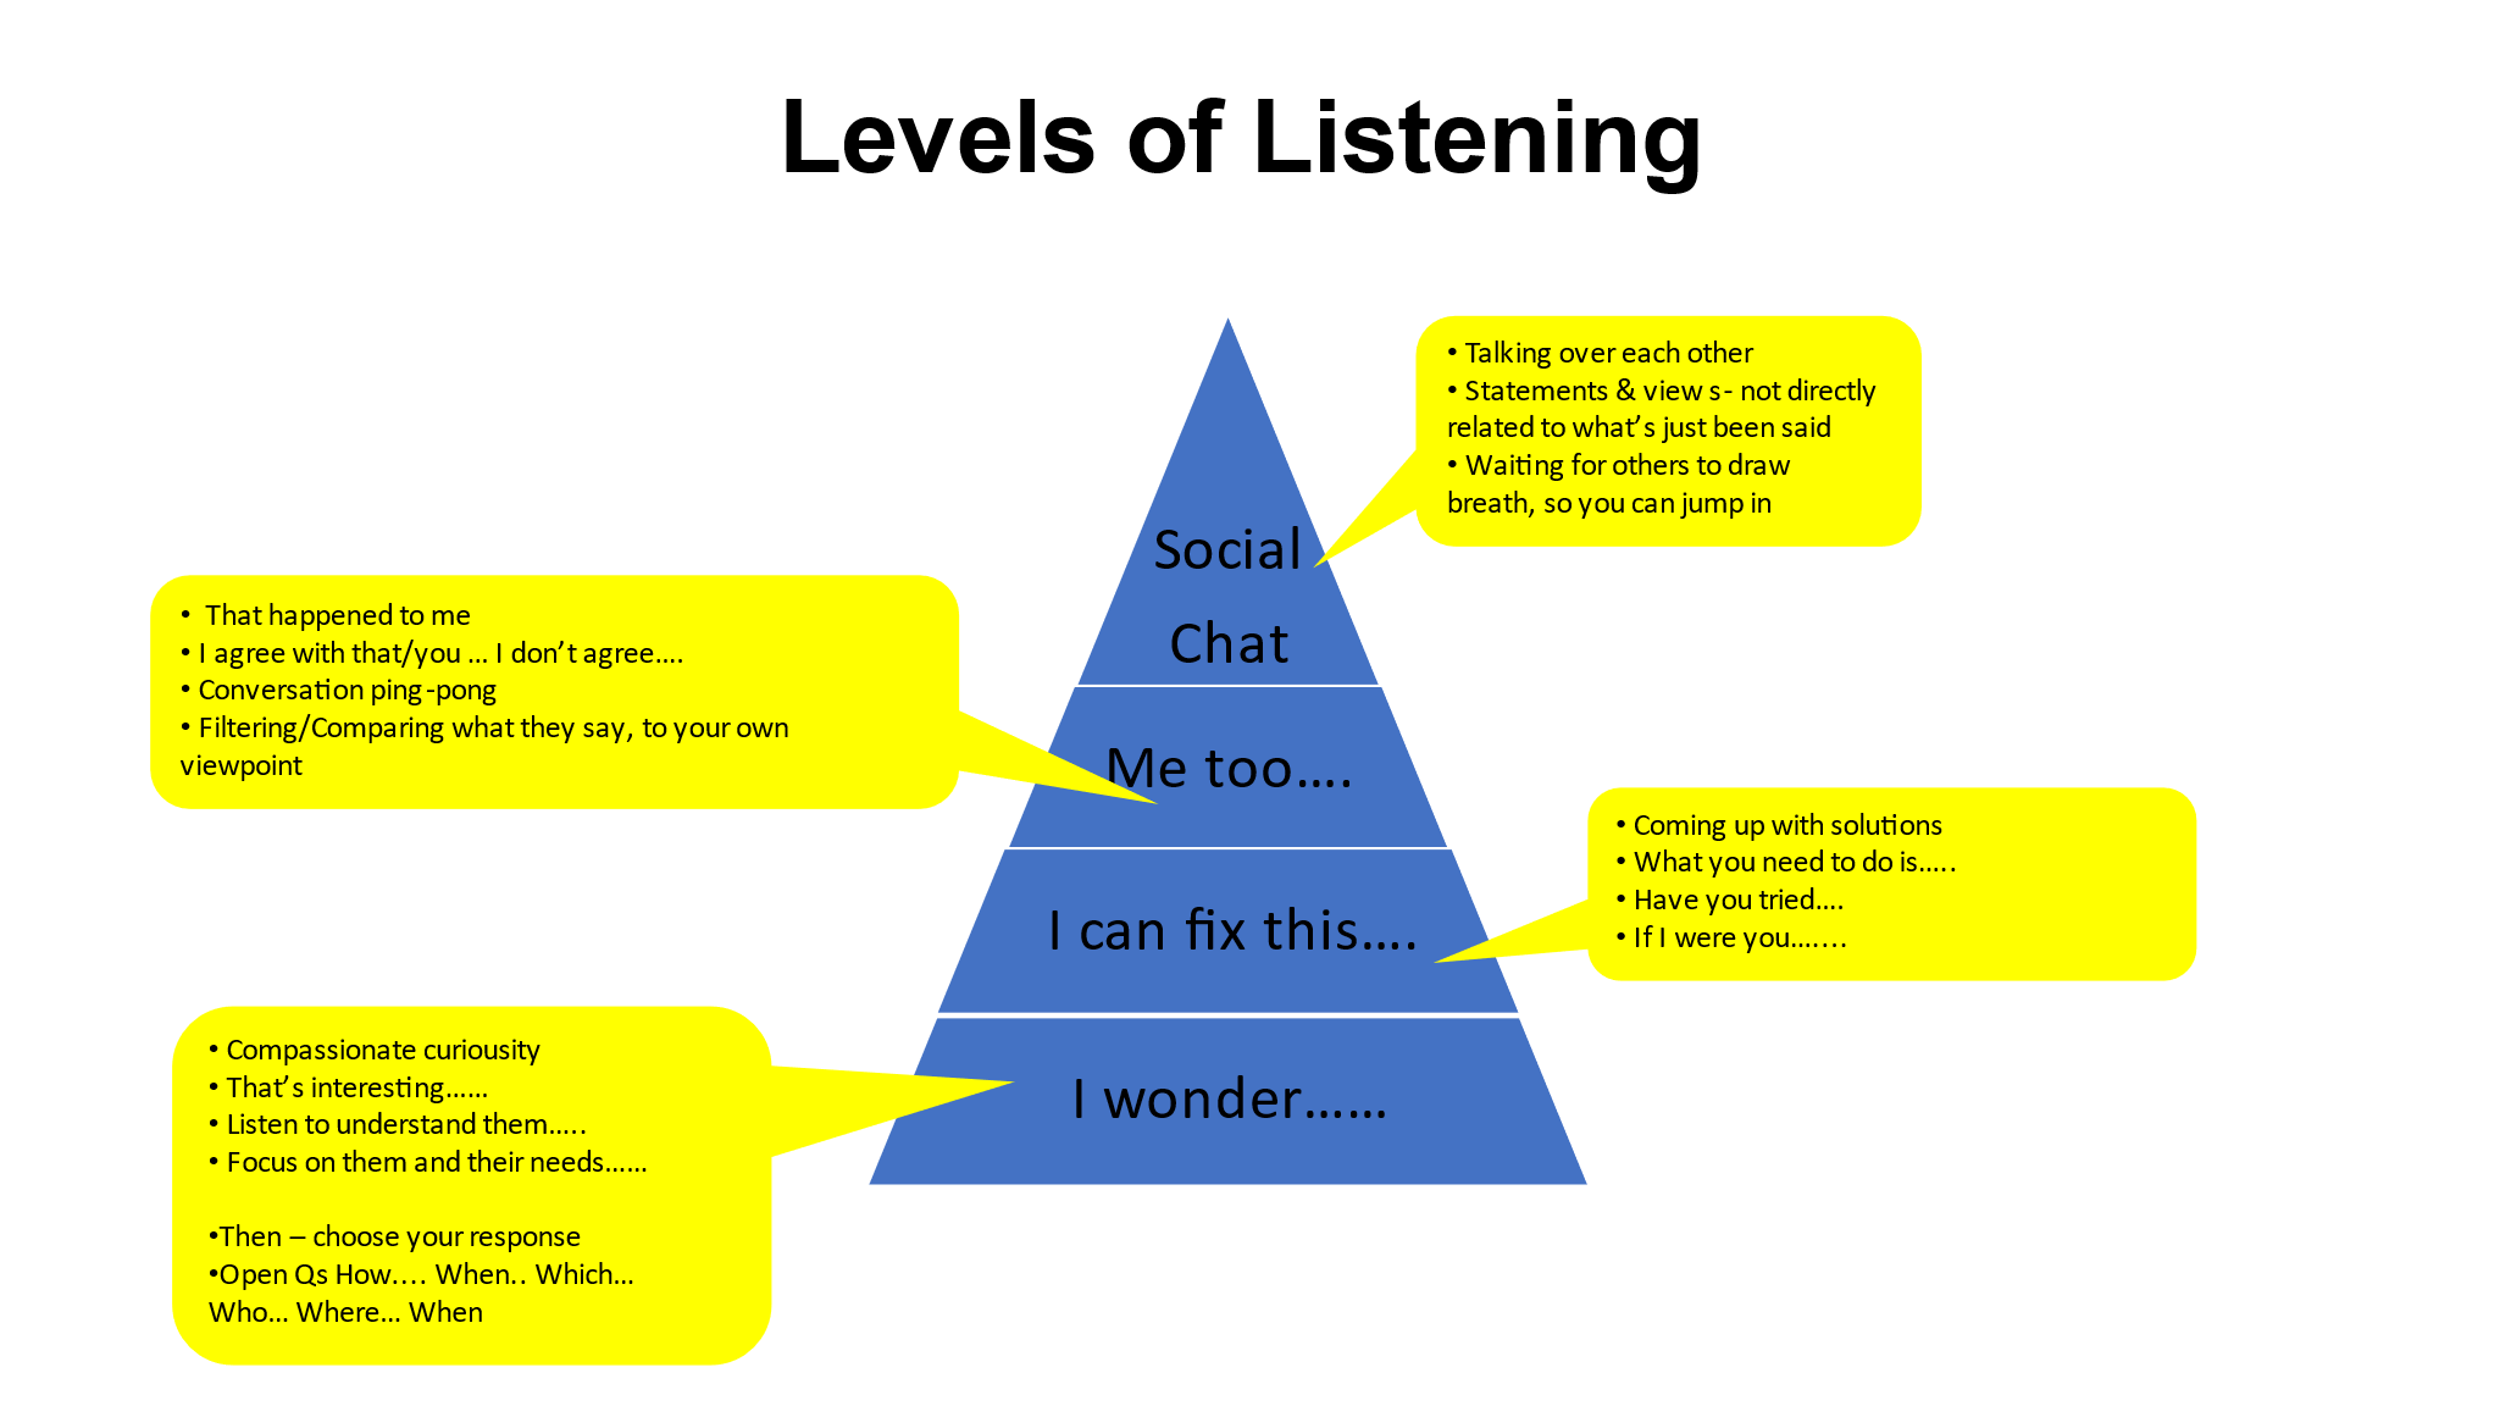 Levels of Listening
• Talking over each other
• Statements & view s- not directly
related to what’s just been said
• Waiting for others to draw
breath, so you can jump in
Social
Chat
• That happened to me
• I agree with that/you ... I don’t agree....
• Conversation ping-pong
• Filtering/Comparing what they say, to your own
viewpoint
Me too....
• Coming up with solutions
• What you need to do is.....
• Have you tried....
• If I were you.......
I can fix this....
• Compassionate curiousity
• That’s interesting......
• Listen to understand them.....
• Focus on them and their needs......
•Then – choose your response
•Open Qs How.... When.. Which...
Who... Where... When
I wonder......